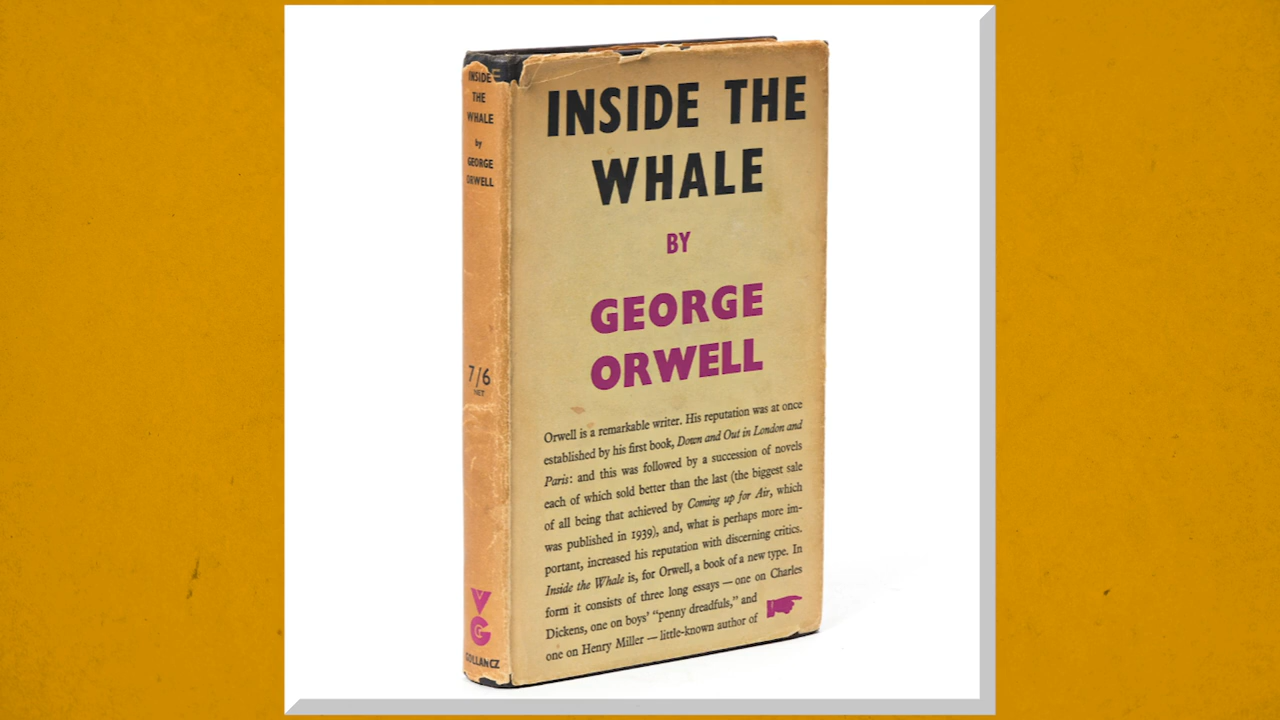 INSIDE
THE
WHALE
by
GEORGE
ORWELL
7/6
NET
VG
GOLLANCZ
INSIDE THE
WHALE
BY
GEORGE
ORWELL
Orwell is a remarkable writer. His reputation was at once
established by his first book, Down and Out in London and
Paris: and this was followed by a succession of novels
each of which sold better than the last (the biggest sale
of all being that achieved by Coming up for Air, which
was published in 1939), and, what is perhaps more im-
portant, increased his reputation with discerning critics.
Inside the Whale is, for Orwell, a book of a new type. In
form it consists of three long essays — one on Charles
Dickens, one on boys' "penny dreadfuls," and
one on Henry Miller — little-known author of